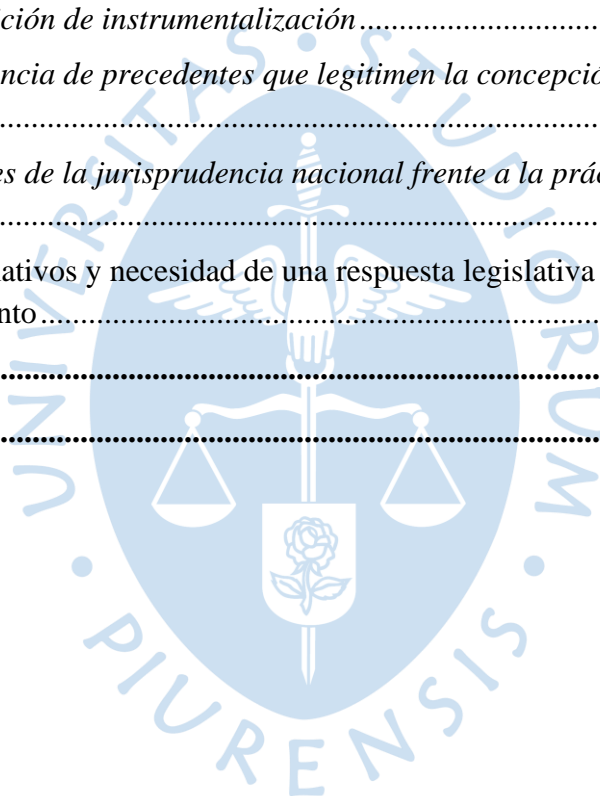 ción de instrumentalización....................................
ncia de precedentes que legitimen la concepció
................................................................................
es de la jurisprudencia nacional frente a la prác
................................................................................
ativos y necesidad de una respuesta legislativa
nto.............................................................................
................................................................................
................................................................................
UNIVERSITAS • STUDIORUM • PIURENSIS •